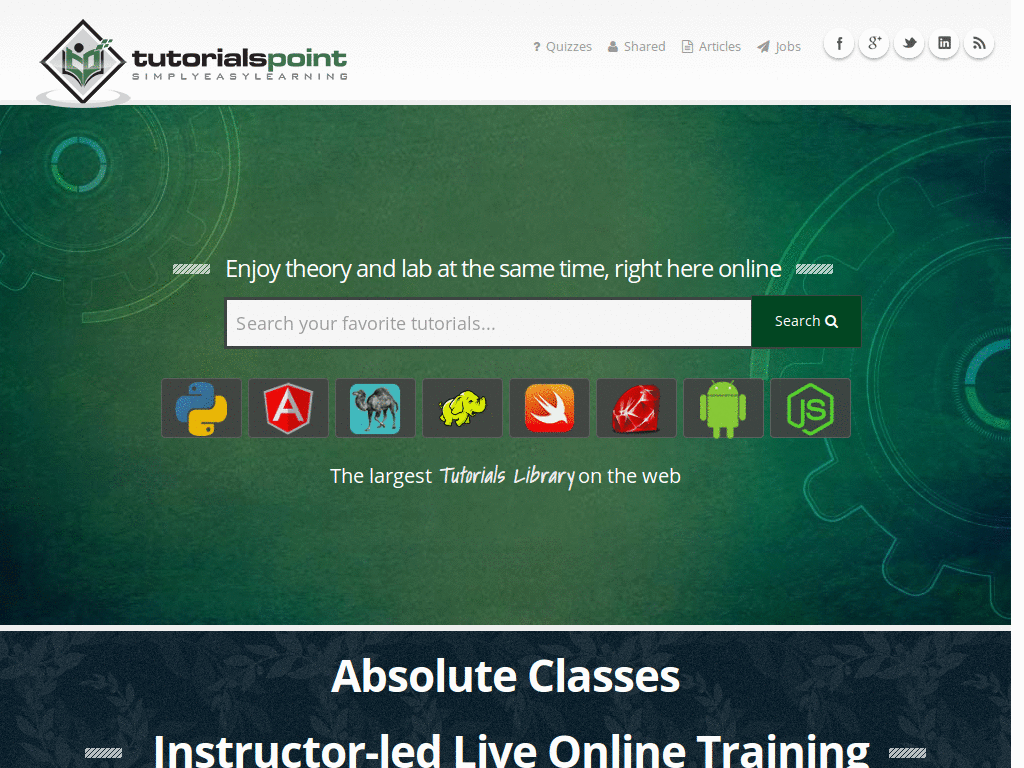 tutorialspoint
SIMPLYEASYLEARNING
? Quizzes Shared Articles Jobs
Enjoy theory and lab at the same time, right here online
Search your favorite tutorials...
Search
JS
The largest Tutorials Library on the web
Absolute Classes
Instructor-led Live Online Training